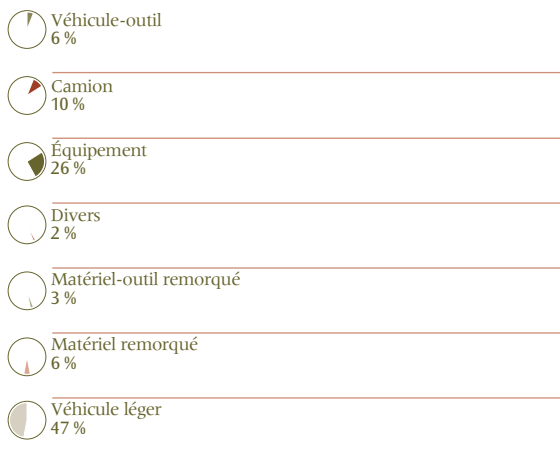 Véhicule-outil
6 %
Camion
10 %
Équipement
26 %
Divers
2 %
Matériel-outil remorqué
3 %
Matériel remorqué
6 %
Véhicule léger
47 %